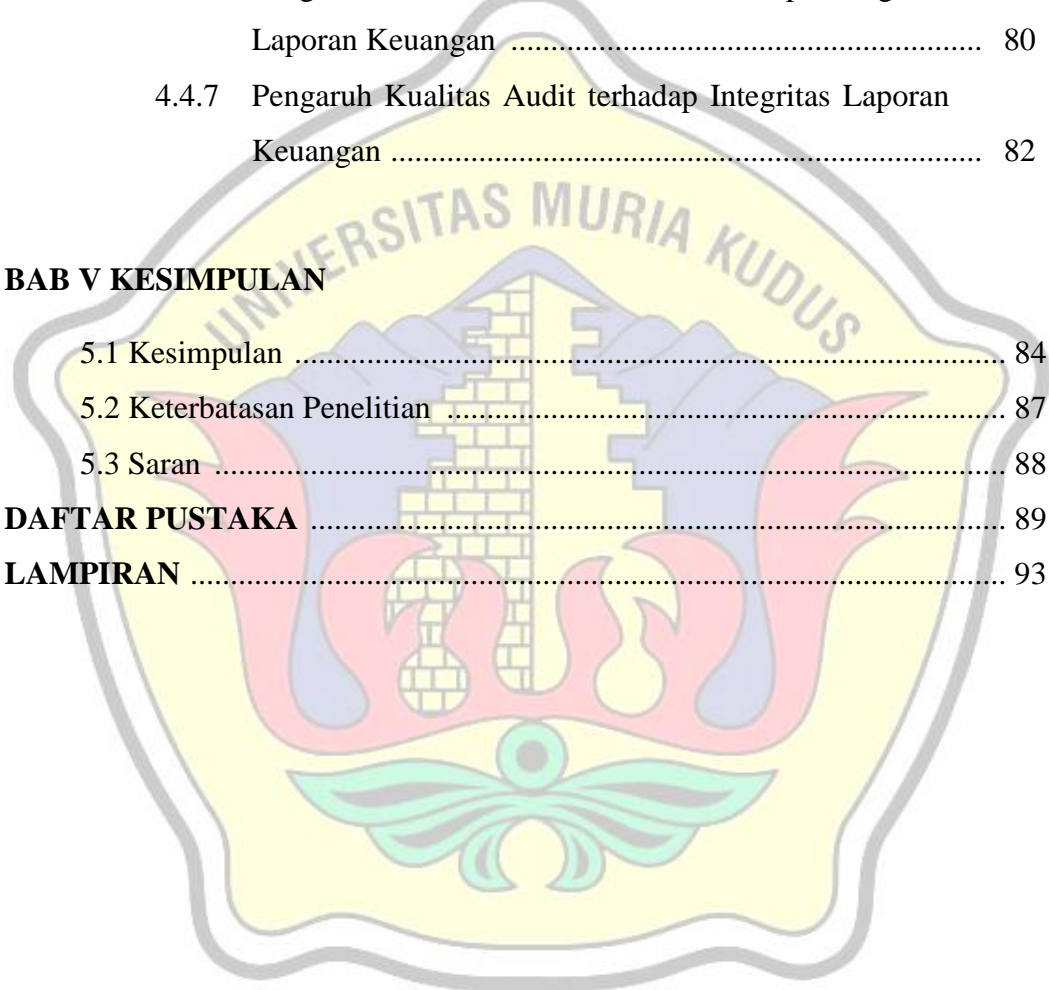 Laporan Keuangan ............................................................ 80
4.4.7 Pengaruh Kualitas Audit terhadap Integritas Laporan
Keuangan ........................................................................... 82
UNIVERSITAS MURIA KUDUS
BAB V KESIMPULAN
5.1 Kesimpulan .......................................................................................... 84
5.2 Keterbatasan Penelitian ....................................................................... 87
5.3 Saran .................................................................................................... 88
DAFTAR PUSTAKA ........................................................................................ 89
LAMPIRAN ........................................................................................................ 93